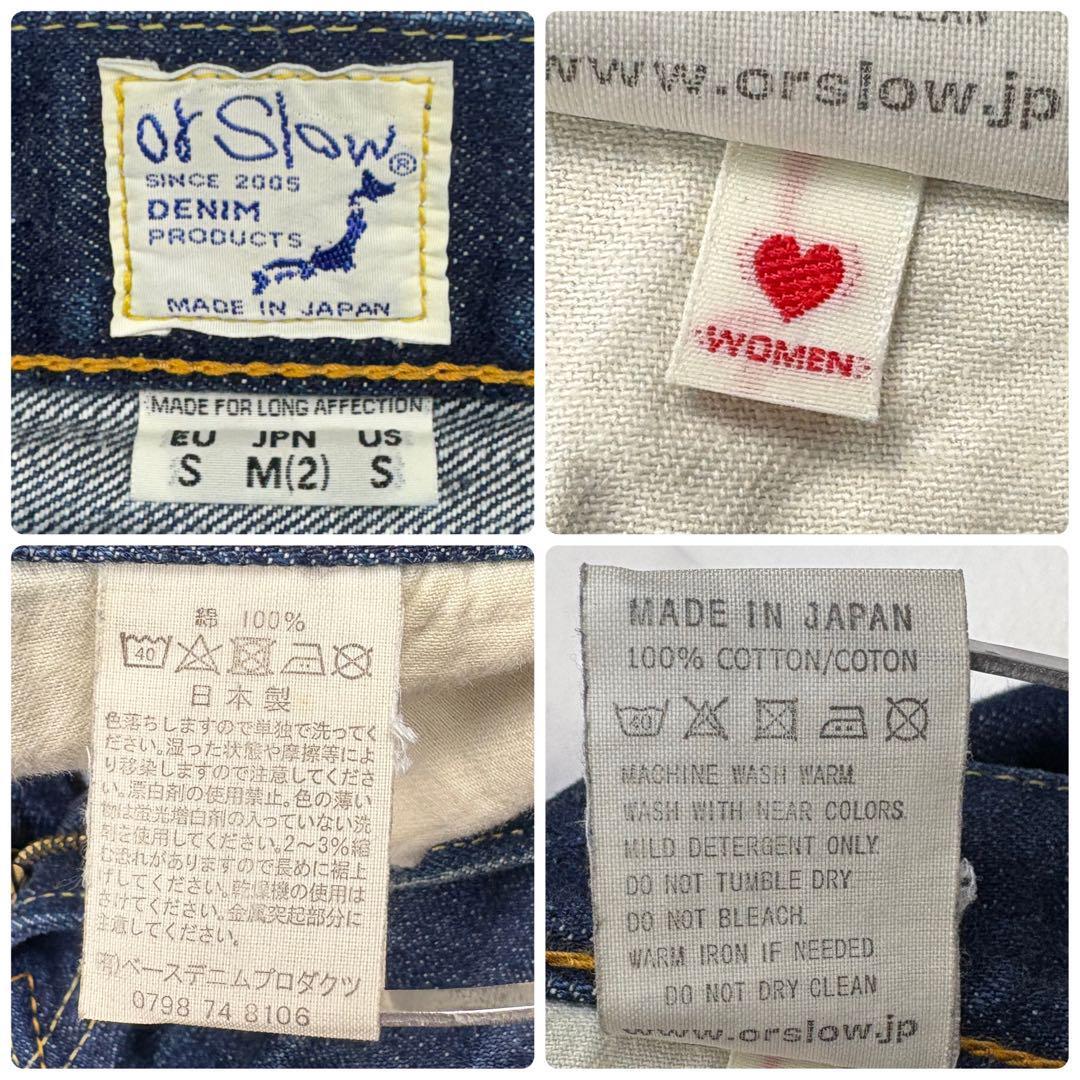 or Slow®
SINCE 2005
DENIM
PRODUCTS
MADE IN JAPAN
MADE FOR LONG AFFECTION
EU JPN US
S M(2) S
CLEAN
www.orslow.jp
WOMEN
綿 100%
40
日本製
色落ちしますので単独で洗ってく
ださい。湿った状態や摩擦等によ
り移染しますので注意してくださ
い。漂白剤の使用禁止。色の薄い
物は蛍光増白剤の入っていない洗
剤を使用してください。2～3%縮
む恐れがありますので長めに裾上
げしてください。乾燥機の使用は
さけてください。金属突起部分に
注意してください。
㈲ベースデニムプロダクツ
0798 74 8106
MADE IN JAPAN
100% COTTON/COTON
40
MACHINE WASH WARM.
WASH WITH NEAR COLORS.
MILD DETERGENT ONLY.
DO NOT TUMBLE DRY
DO NOT BLEACH.
WARM IRON IF NEEDED
DO NOT DRY CLEAN
www.orslow.jp